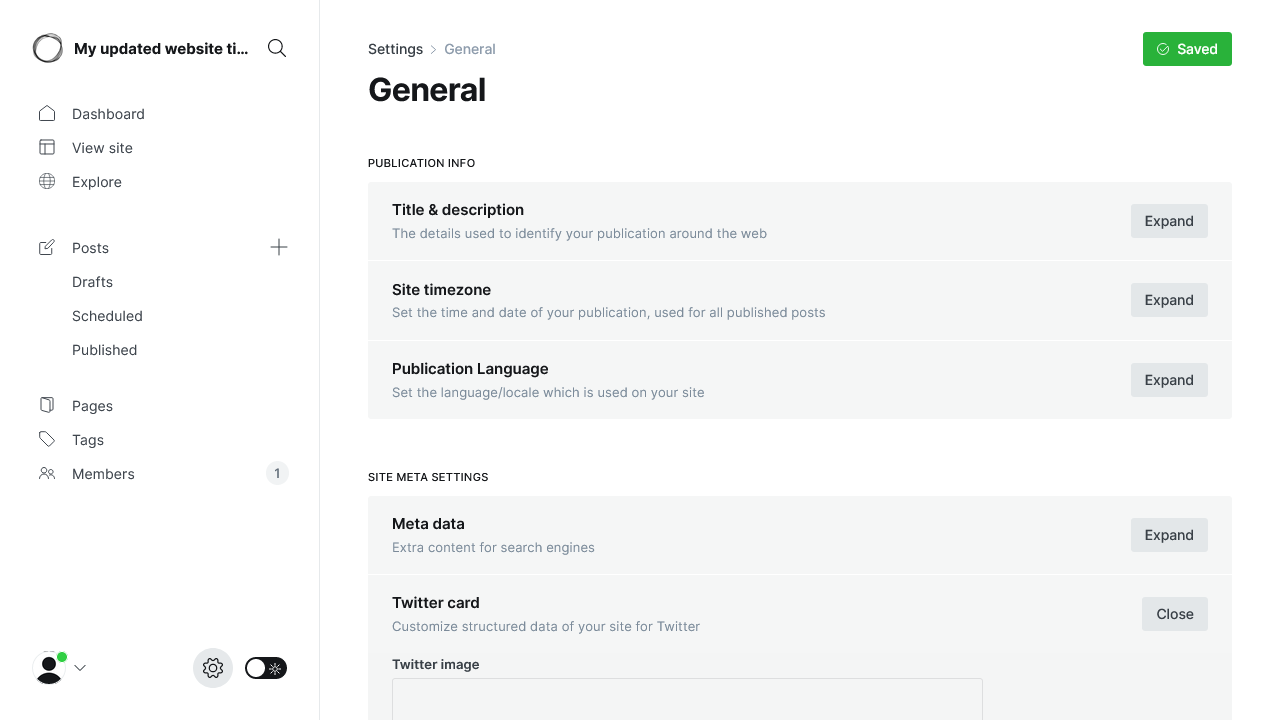 My updated website ti...
Dashboard
View site
Explore
Posts
Drafts
Scheduled
Published
Pages
Tags
Members
1
Settings
General
Saved
General
PUBLICATION INFO
Title & description
The details used to identify your publication around the web
Expand
Site timezone
Set the time and date of your publication, used for all published posts
Expand
Publication Language
Set the language/locale which is used on your site
Expand
SITE META SETTINGS
Meta data
Extra content for search engines
Expand
Twitter card
Customize structured data of your site for Twitter
Close
Twitter image